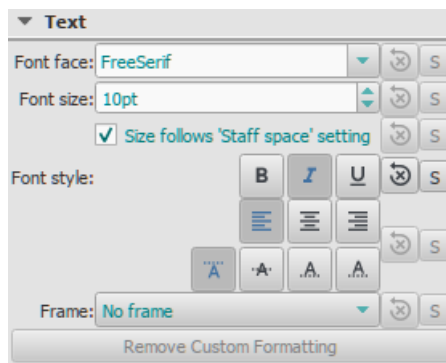 Text
Font face: FreeSerif S
Font size: 10pt S
Size follows 'Staff space' setting S
Font style: B I U S
S
A A A A
Frame: No frame S
Remove Custom Formatting